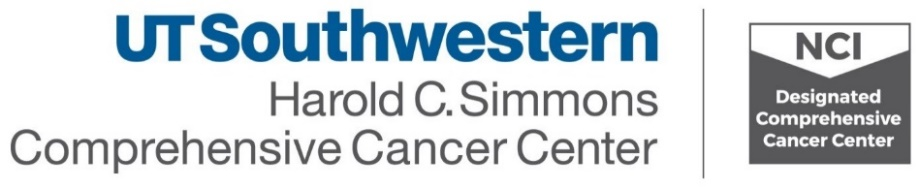 UTSouthwestern
Harold C. Simmons
Comprehensive Cancer Center
NCI
Designated
Comprehensive
Cancer Center